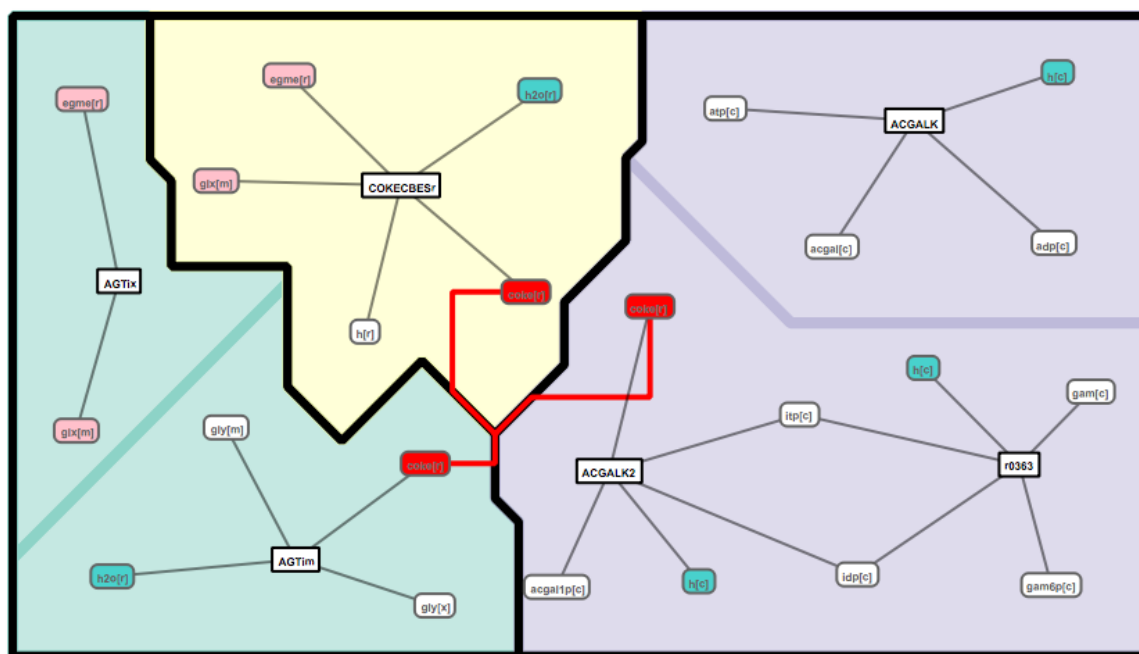 egme[r]
h[c]
egme[r]
h2o[r]
atp[c]
ACGALK
glx[m]
COKECBESr
acgal[c]
adp[c]
AGTix
coke[r]
coke[r]
h[r]
h[c]
gam[c]
itp[c]
gly[m]
glx[m]
coke[r]
ACGALK2
r0363
AGTim
h2o[r]
idp[c]
h[c]
acgal1p[c]
gam6p[c]
gly[x]